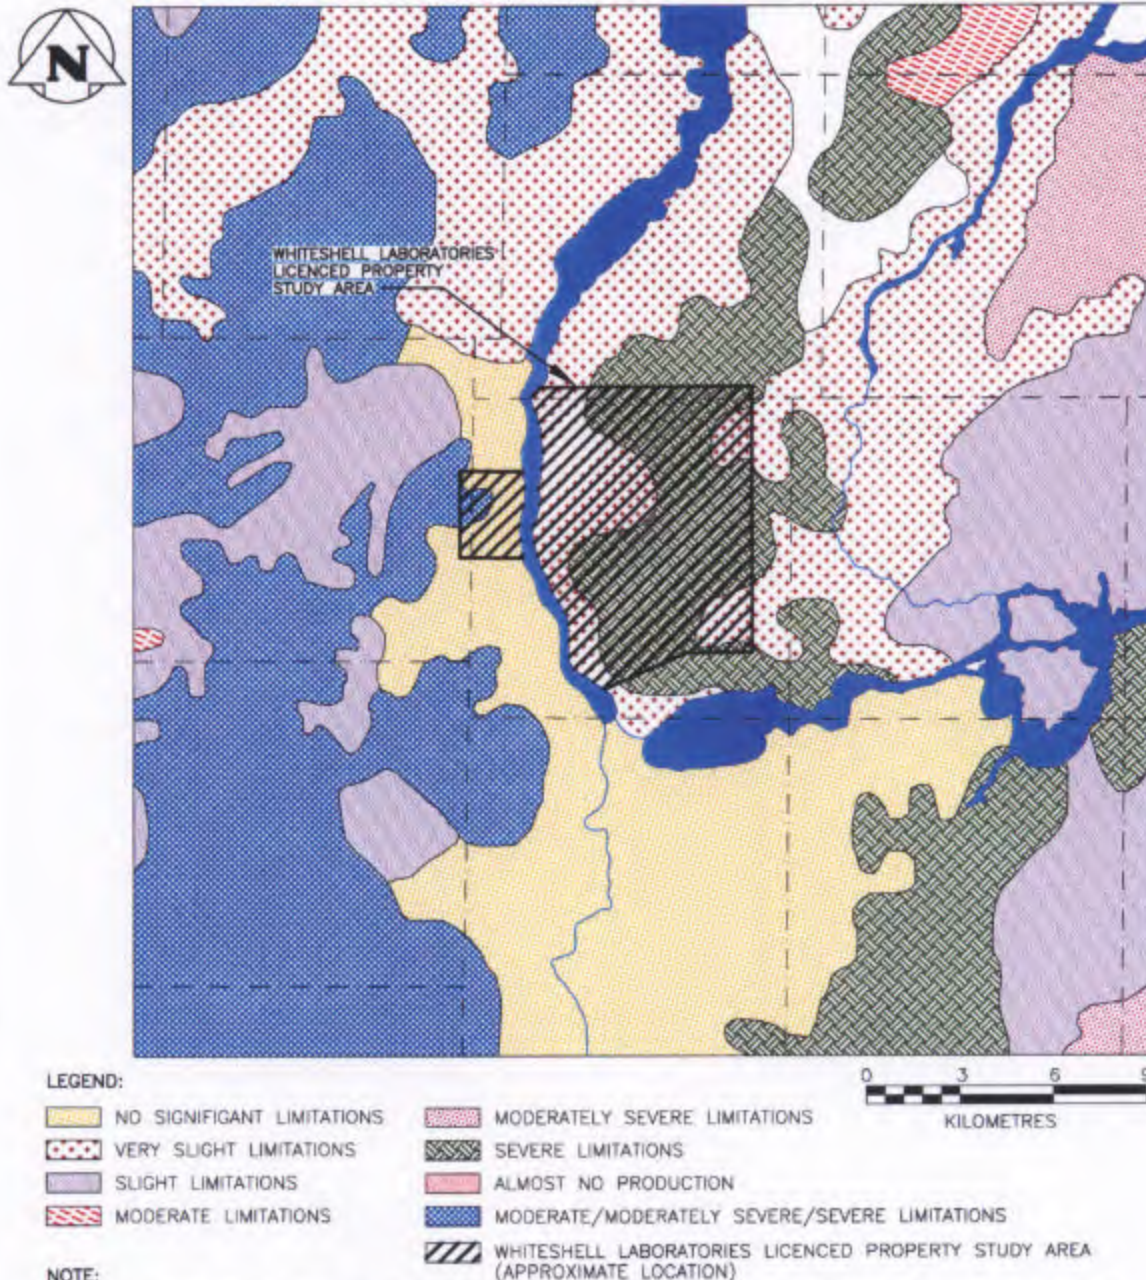 N
WHITESHELL LABORATORIES
LICENCED PROPERTY
STUDY AREA
LEGEND:
NO SIGNIFICANT LIMITATIONS
VERY SLIGHT LIMITATIONS
SLIGHT LIMITATIONS
MODERATE LIMITATIONS
MODERATELY SEVERE LIMITATIONS
SEVERE LIMITATIONS
ALMOST NO PRODUCTION
MODERATE/MODERATELY SEVERE/SEVERE LIMITATIONS
WHITESHELL LABORATORIES LICENCED PROPERTY STUDY AREA
(APPROXIMATE LOCATION)
0 3 6 9
KILOMETRES
NOTE: